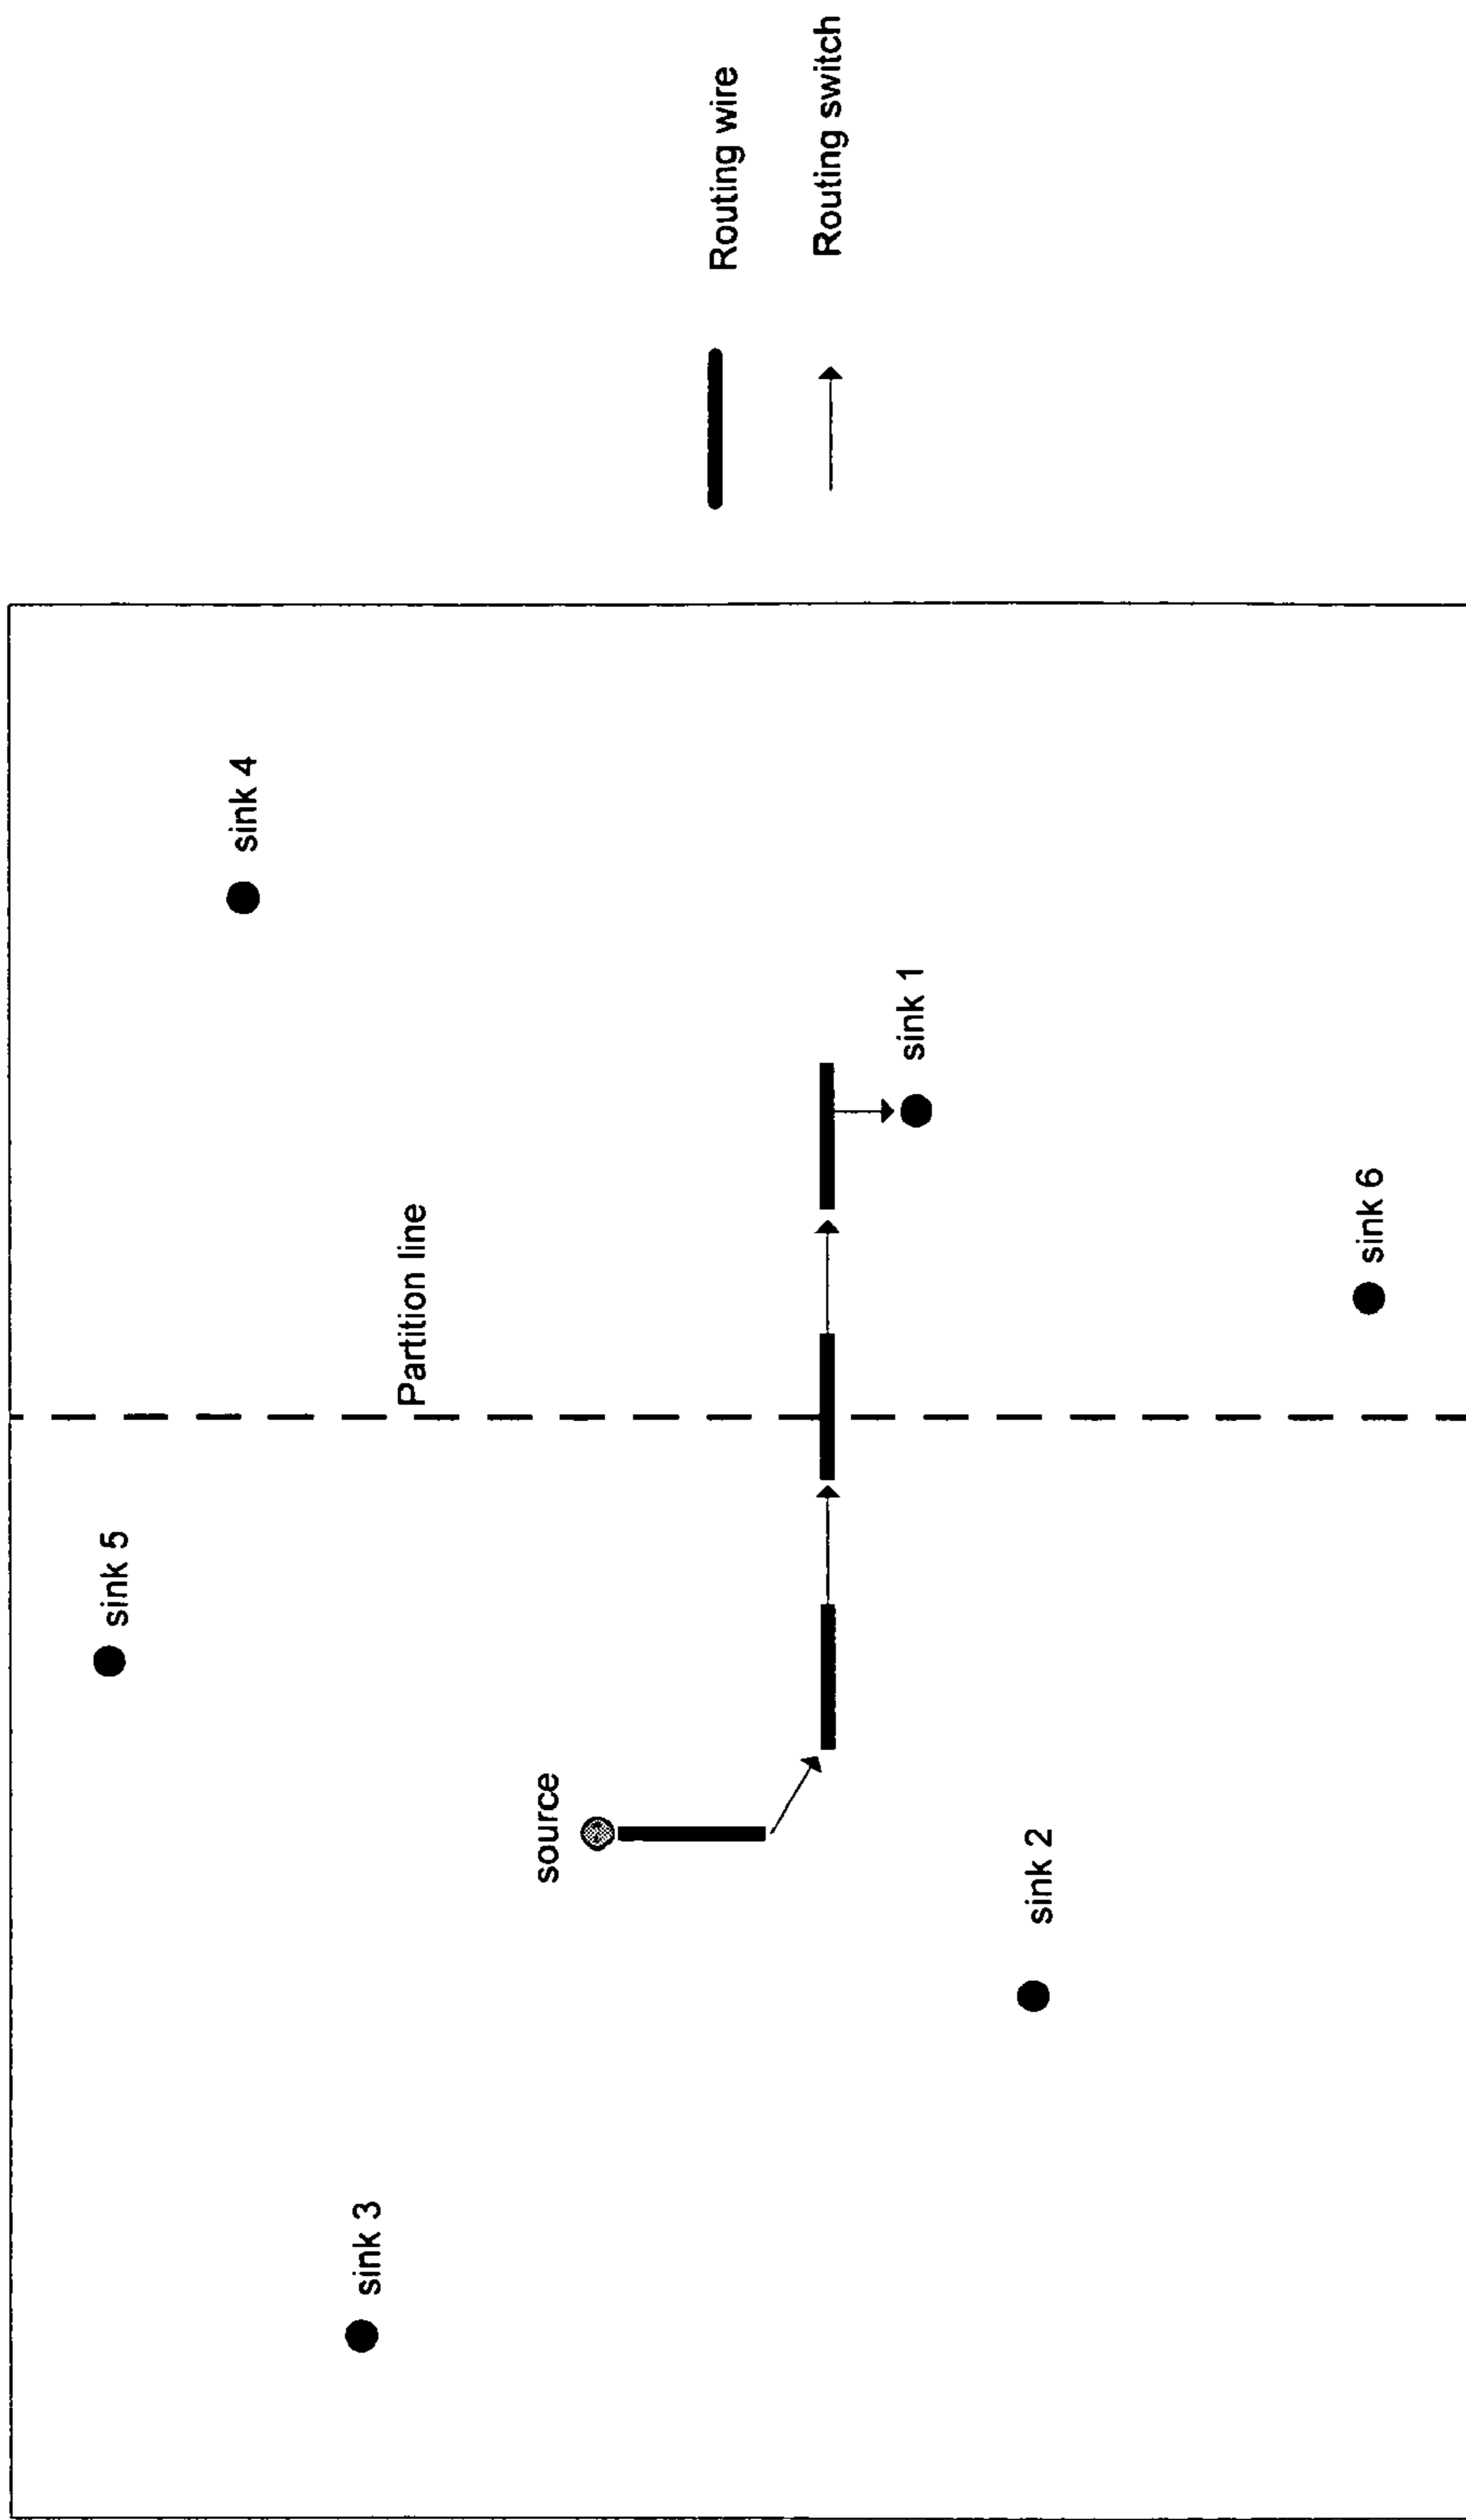 sink 5
sink 4
sink 3
Partition line
source
Routing wire
Routing switch
sink 1
sink 2
sink 6